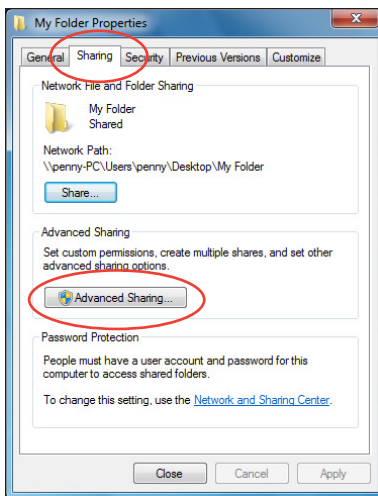 My Folder Properties
General Sharing Security Previous Versions Customize
Network File and Folder Sharing
My Folder
Shared
Network Path:
\\penny-PC\Users\penny\Desktop\My Folder
Share...
Advanced Sharing
Set custom permissions, create multiple shares, and set other
advanced sharing options.
Advanced Sharing...
Password Protection
People must have a user account and password for this
computer to access shared folders.
To change this setting, use the Network and Sharing Center.
Close Cancel Apply